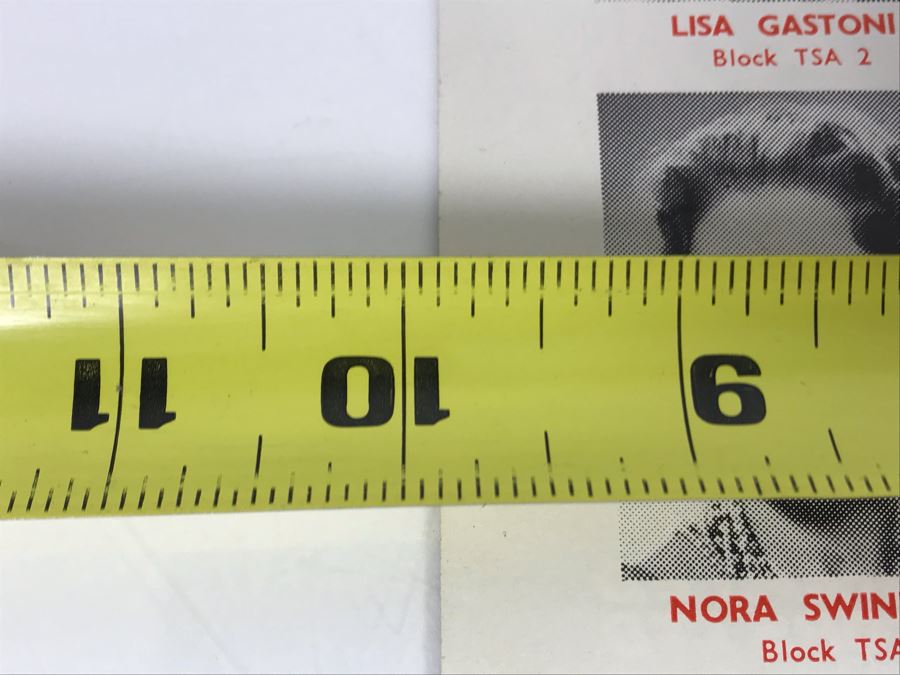 LISA GASTONI
Block TSA 2
11 10 9
NORA SWIN
Block TSA